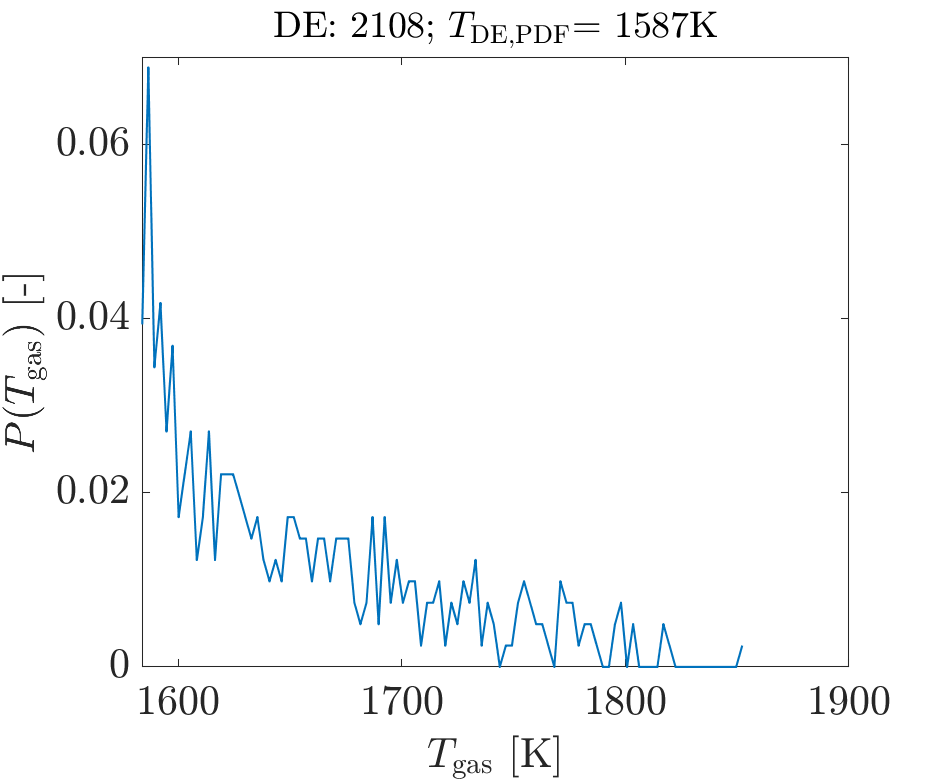 DE: 2108; T_DE,PDF= 1587K
P(T_gas) [-]
0.06
0.04
0.02
0
1600 1700 1800 1900
T_gas [K]